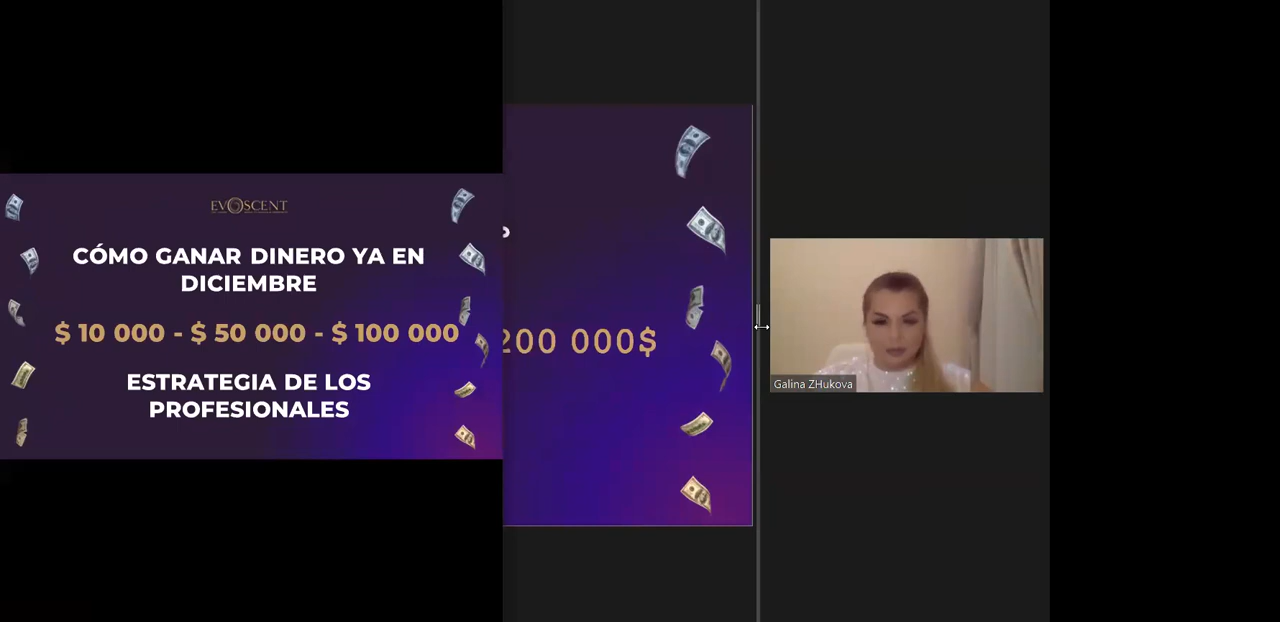 EVOSCENT
CÓMO GANAR DINERO YA EN
DICIEMBRE
$ 10 000 - $ 50 000 - $ 100 000
ESTRATEGIA DE LOS
PROFESIONALES
200 000$
Galina ZHukova